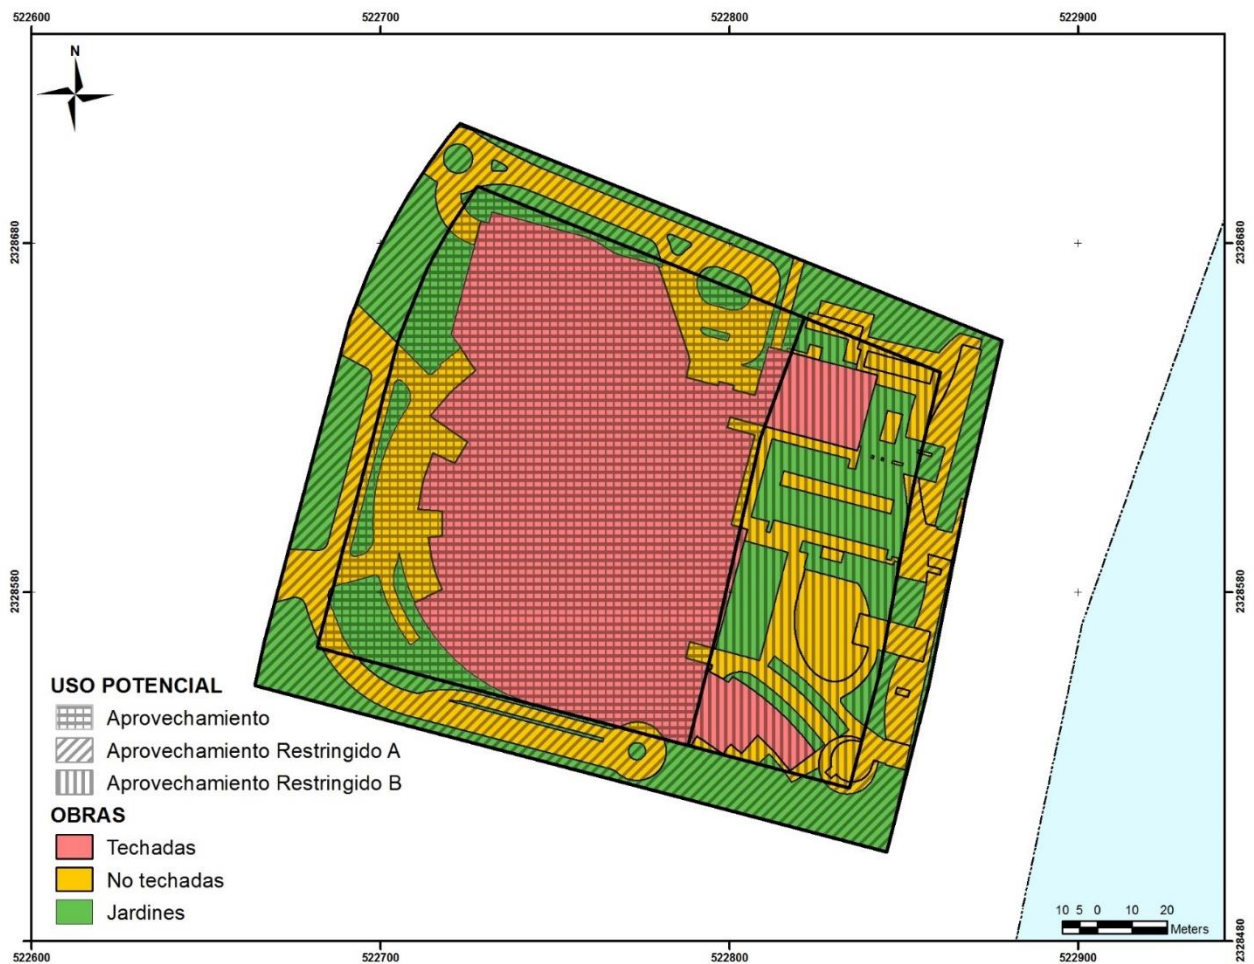 522600
522700
522800
522900
N
2328680
2328680
2328580
2328580
USO POTENCIAL
Aprovechamiento
Aprovechamiento Restringido A
Aprovechamiento Restringido B
OBRAS
Techadas
No techadas
Jardines
10 5 0 10 20
Meters
2328480
522600
522700
522800
522900